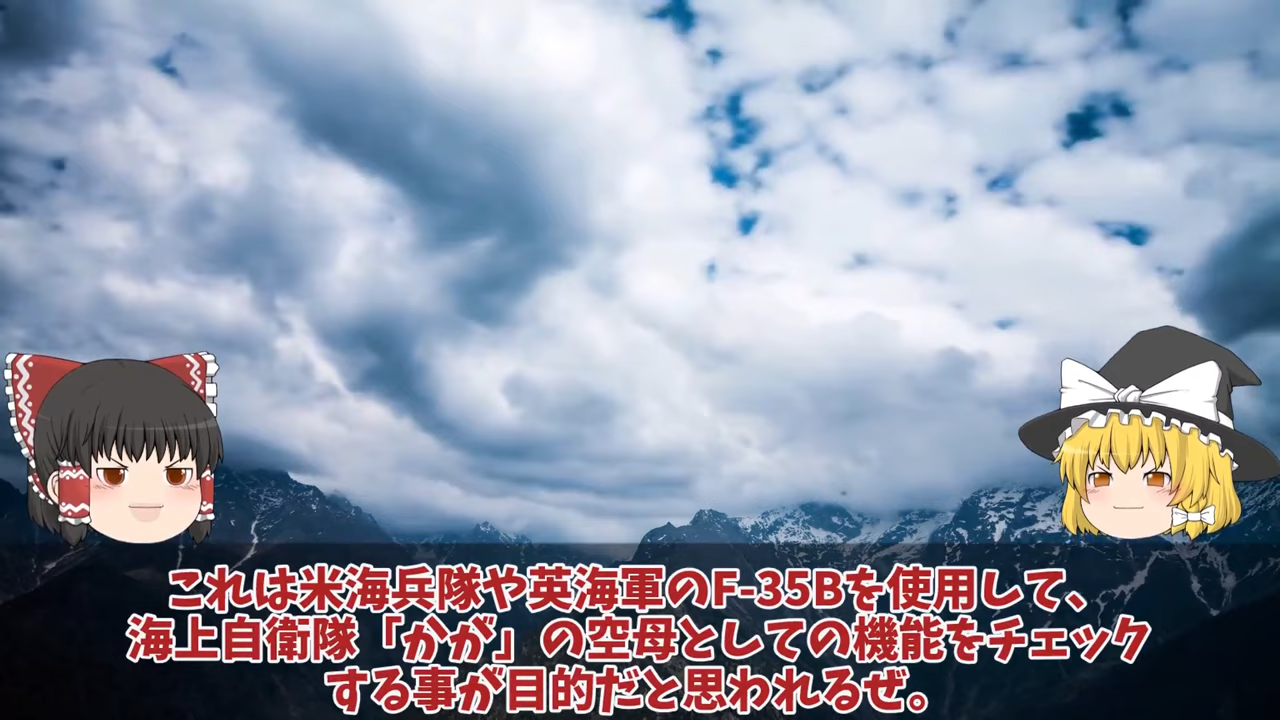 これは米海兵隊や英海軍のF-35Bを使用して、
海上自衛隊「かが」の空母としての機能をチェック
する事が目的だと思われるぜ。